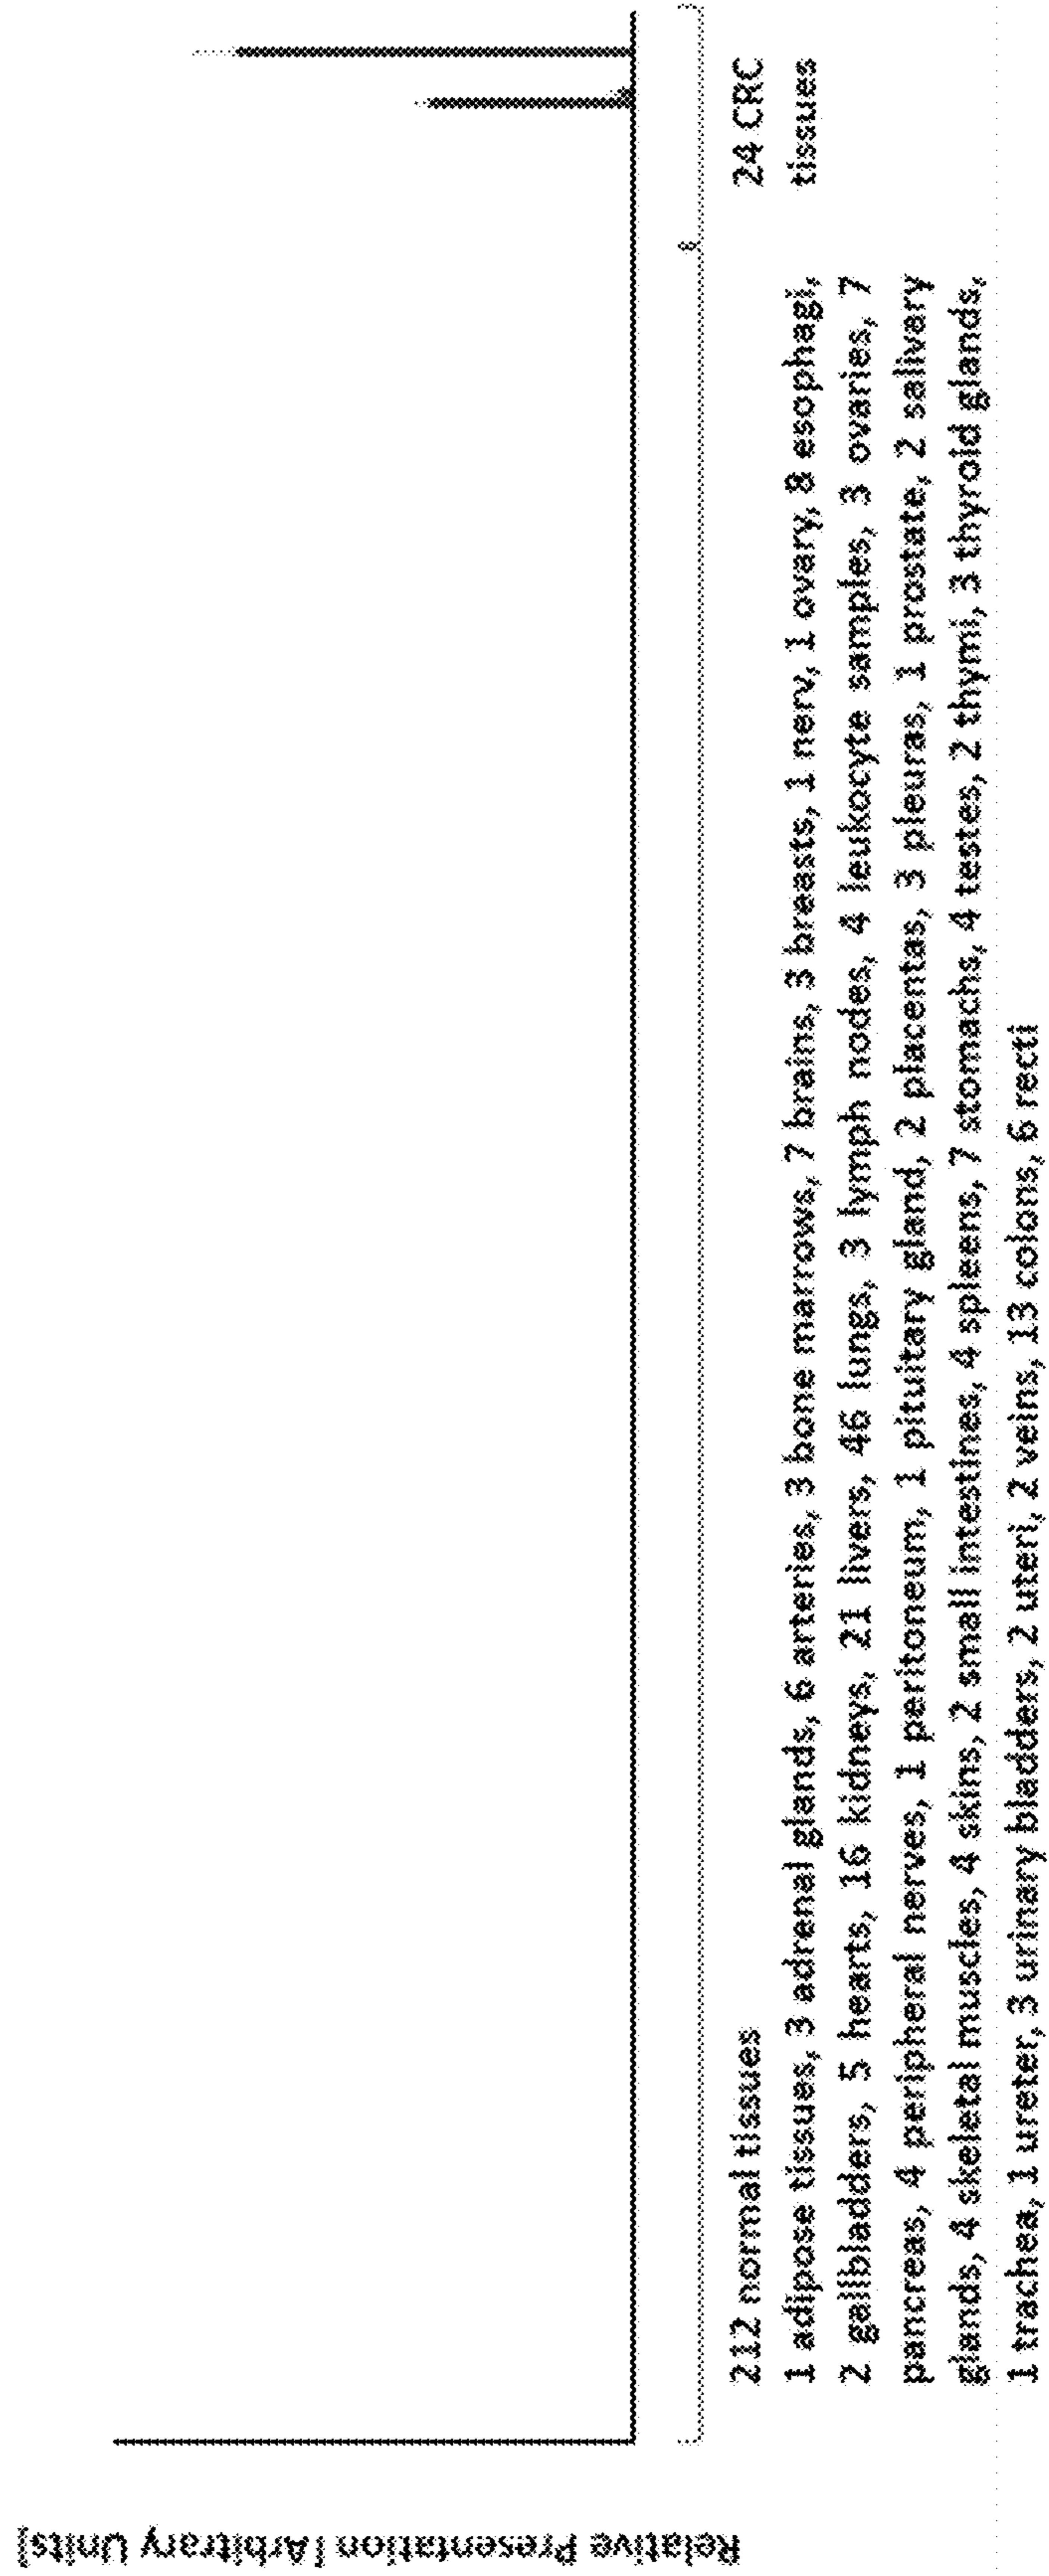 Relative Presentation [Arbitrary Units]
212 normal tissues
1 adipose tissues, 3 adrenal glands, 6 arteries, 3 bone marrows, 7 brains, 3 breasts, 1 nerv, 1 ovary, 8 esophagi,
2 gallbladders, 5 hearts, 16 kidneys, 21 livers, 46 lungs, 3 lymph nodes, 4 leukocyte samples, 3 ovaries, 7
pancreas, 4 peripheral nerves, 1 peritoneum, 1 pituitary gland, 2 placentas, 3 pleuras, 1 prostate, 2 salivary
glands, 4 skeletal muscles, 4 skins, 2 small intestines, 4 spleens, 7 stomachs, 4 testes, 2 thymi, 3 thyroid glands,
1 trachea, 1 ureter, 3 urinary bladders, 2 uteri, 2 veins, 13 colons, 6 recti
24 CRC
tissues